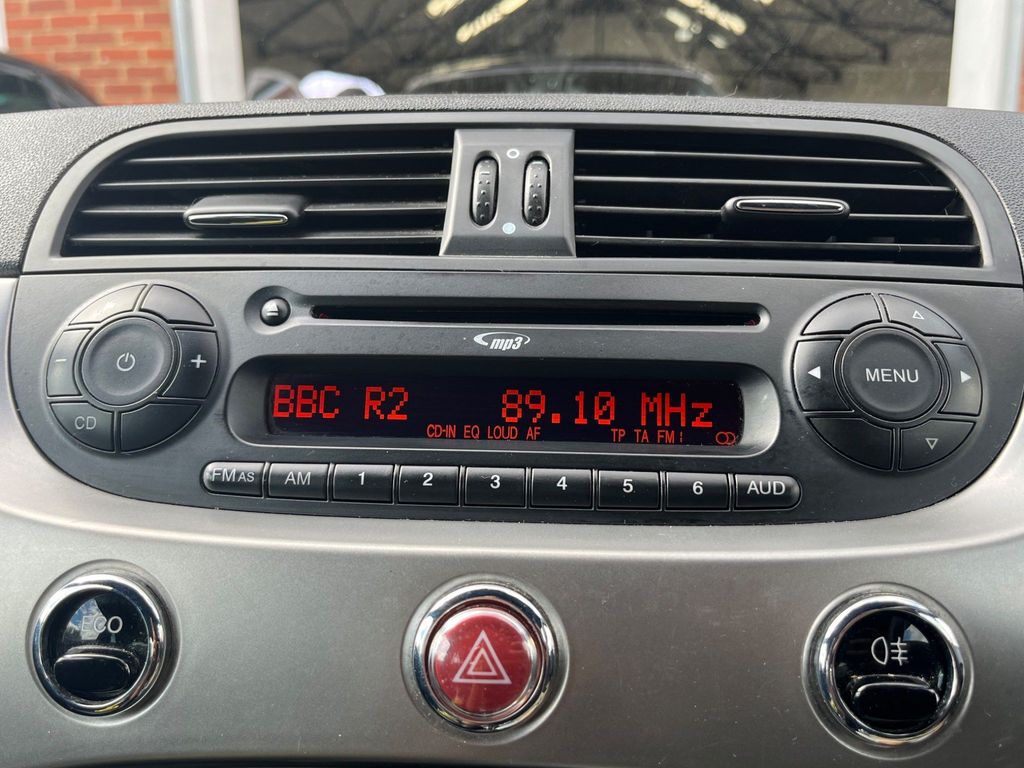 mp3
MENU
BBC R2 89.10 MHz
CD-IN EQ LOUD AF TP TA FM1
CD
FM AS AM 1 2 3 4 5 6 AUD
ECO